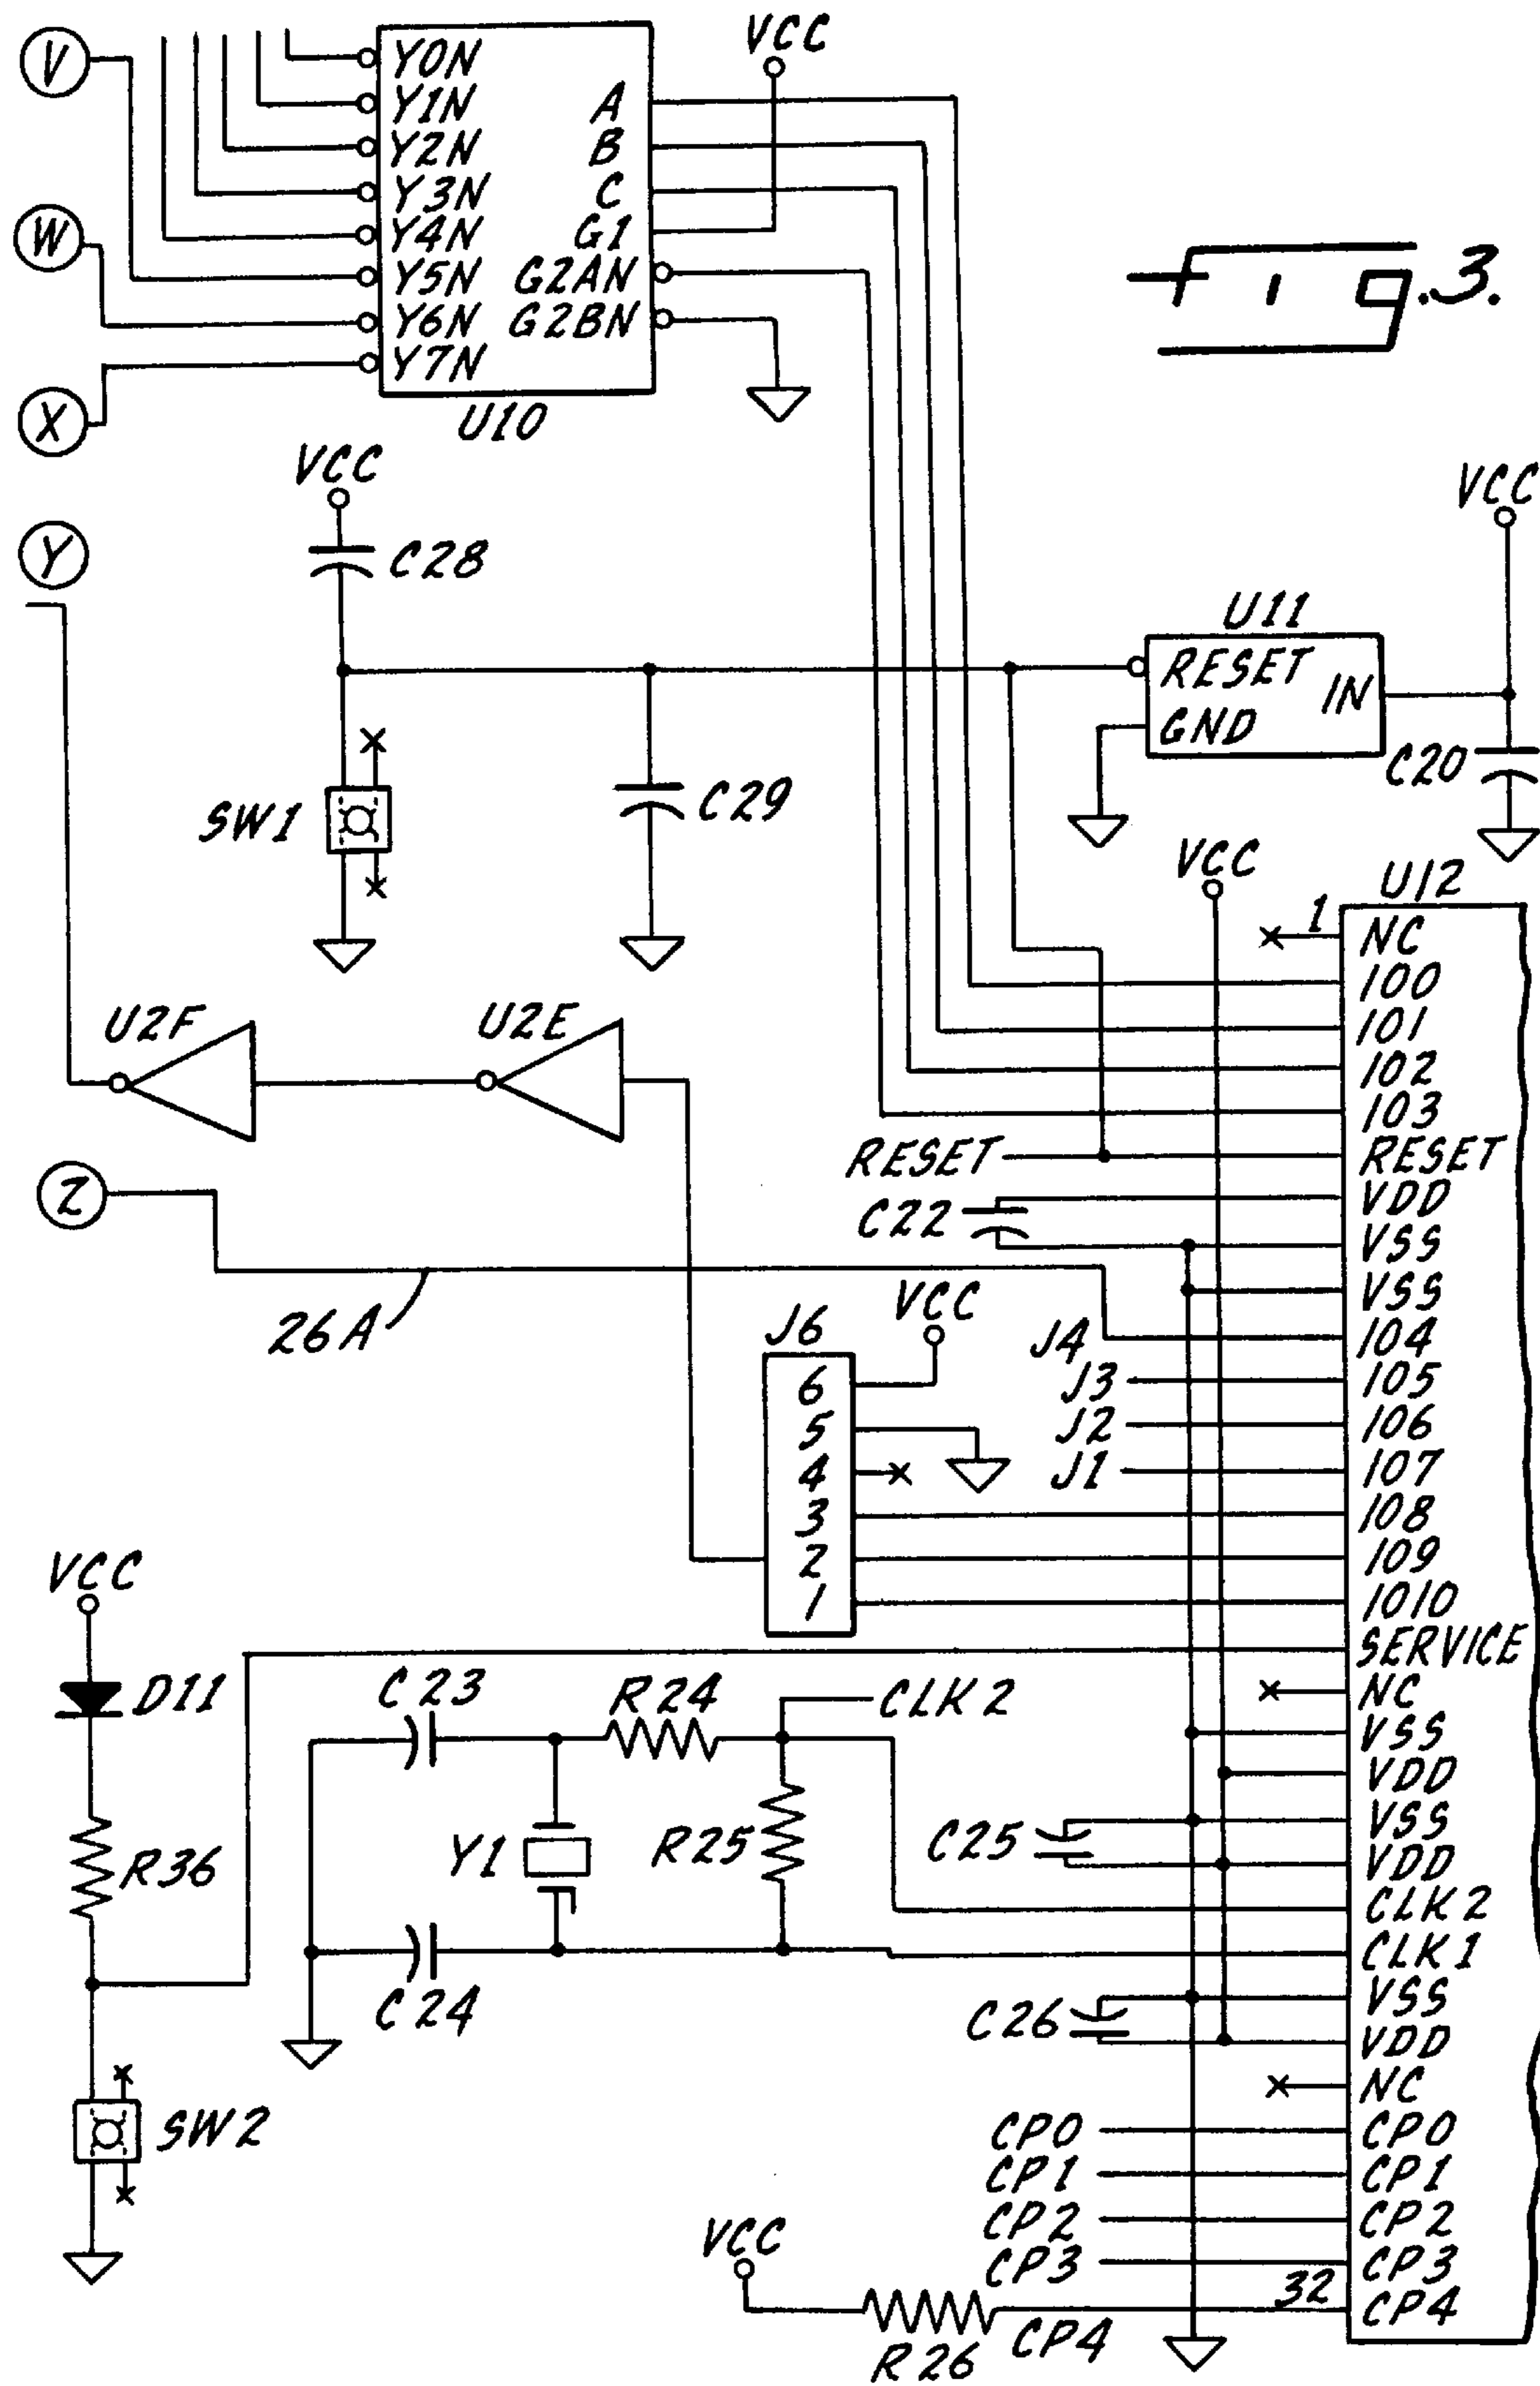 V
Y0N
Y1N
Y2N
Y3N
Y4N
Y5N
Y6N
Y7N
A
B
C
G1
G2AN
G2BN
U10
VCC
W
X
fig.3.
VCC
C28
Y
VCC
U11
RESET
IN
GND
C20
SW1
C29
VCC
U12
1
NC
IO0
IO1
IO2
IO3
RESET
VDD
VSS
VSS
IO4
IO5
IO6
IO7
IO8
IO9
IO10
SERVICE
NC
VSS
VDD
VSS
VDD
CLK2
CLK1
VSS
VDD
NC
CP0
CP1
CP2
CP3
32
CP4
U2F
U2E
RESET
Z
C22
26A
J6
VCC
6
5
4
3
2
1
J4
J3
J2
J1
VCC
D11
C23
R24
CLK2
R36
Y1
R25
C25
C24
C26
SW2
CP0
CP1
CP2
CP3
VCC
R26
CP4